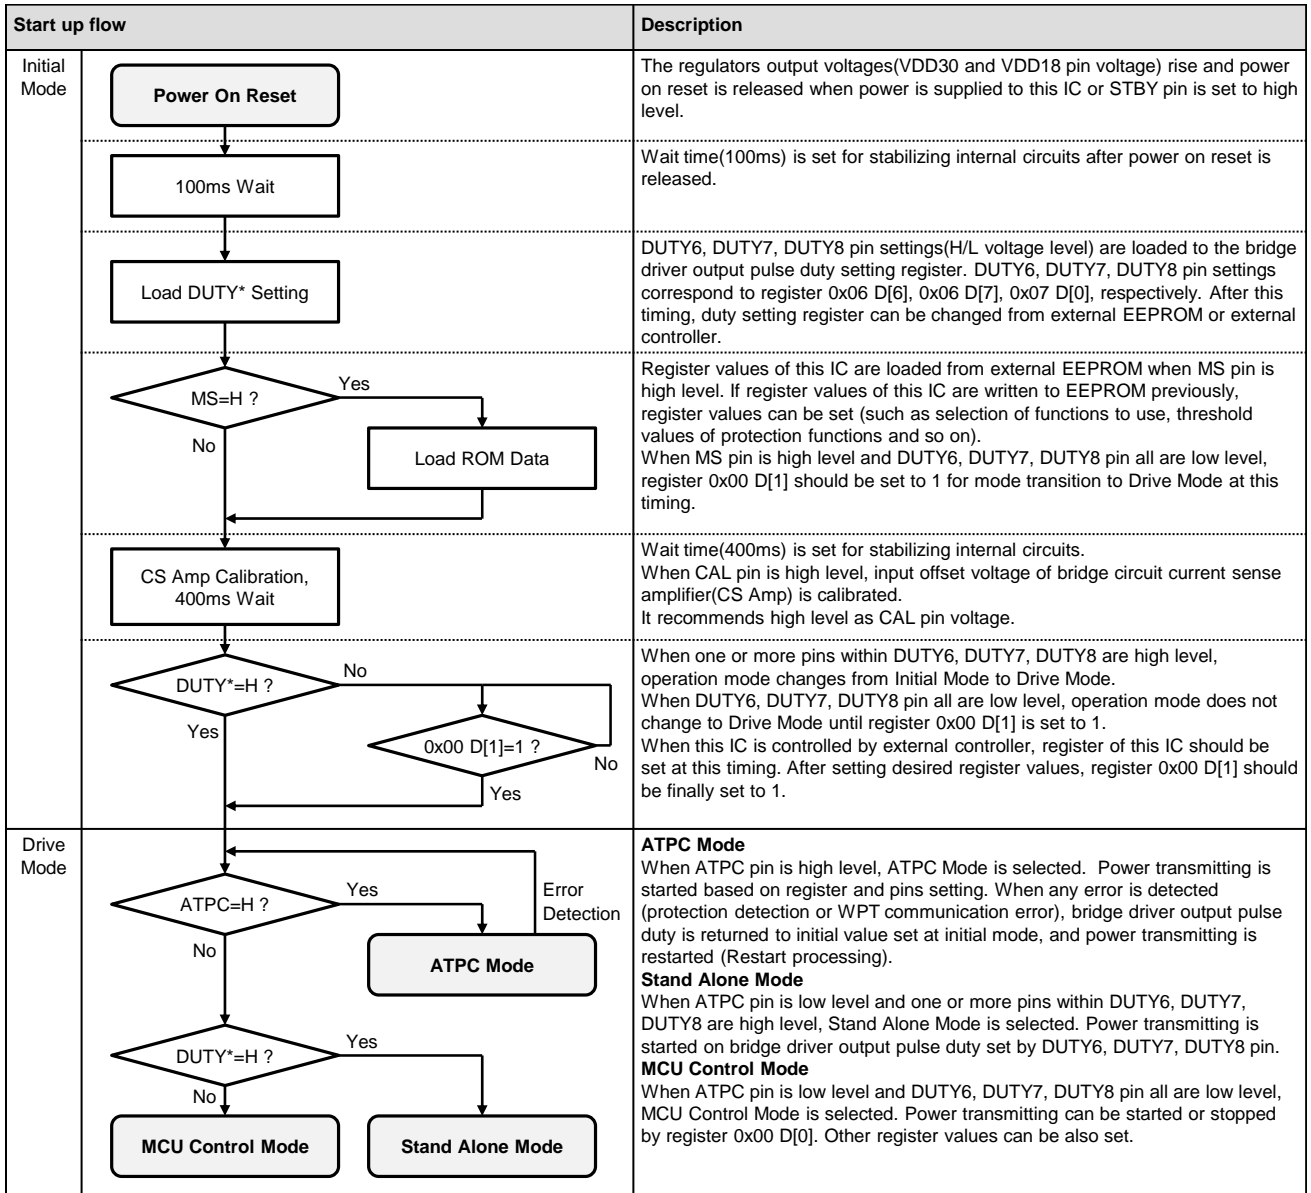 Start up flow
Description
Initial
Mode
Power On Reset
The regulators output voltages(VDD30 and VDD18 pin voltage) rise and power
on reset is released when power is supplied to this IC or STBY pin is set to high
level.
100ms Wait
Wait time(100ms) is set for stabilizing internal circuits after power on reset is
released.
Load DUTY* Setting
DUTY6, DUTY7, DUTY8 pin settings(H/L voltage level) are loaded to the bridge
driver output pulse duty setting register. DUTY6, DUTY7, DUTY8 pin settings
correspond to register 0x06 D[6], 0x06 D[7], 0x07 D[0], respectively. After this
timing, duty setting register can be changed from external EEPROM or external
controller.
MS=H ?
Yes
No
Load ROM Data
Register values of this IC are loaded from external EEPROM when MS pin is
high level. If register values of this IC are written to EEPROM previously,
register values can be set (such as selection of functions to use, threshold
values of protection functions and so on).
When MS pin is high level and DUTY6, DUTY7, DUTY8 pin all are low level,
register 0x00 D[1] should be set to 1 for mode transition to Drive Mode at this
timing.
CS Amp Calibration,
400ms Wait
Wait time(400ms) is set for stabilizing internal circuits.
When CAL pin is high level, input offset voltage of bridge circuit current sense
amplifier(CS Amp) is calibrated.
It recommends high level as CAL pin voltage.
DUTY*=H ?
No
Yes
0x00 D[1]=1 ?
No
Yes
When one or more pins within DUTY6, DUTY7, DUTY8 are high level,
operation mode changes from Initial Mode to Drive Mode.
When DUTY6, DUTY7, DUTY8 pin all are low level, operation mode does not
change to Drive Mode until register 0x00 D[1] is set to 1.
When this IC is controlled by external controller, register of this IC should be
set at this timing. After setting desired register values, register 0x00 D[1] should
be finally set to 1.
Drive
Mode
ATPC=H ?
Yes
Error
Detection
No
ATPC Mode
DUTY*=H ?
Yes
No
MCU Control Mode
Stand Alone Mode
ATPC Mode
When ATPC pin is high level, ATPC Mode is selected.  Power transmitting is
started based on register and pins setting. When any error is detected
(protection detection or WPT communication error), bridge driver output pulse
duty is returned to initial value set at initial mode, and power transmitting is
restarted (Restart processing).
Stand Alone Mode
When ATPC pin is low level and one or more pins within DUTY6, DUTY7,
DUTY8 are high level, Stand Alone Mode is selected. Power transmitting is
started on bridge driver output pulse duty set by DUTY6, DUTY7, DUTY8 pin.
MCU Control Mode
When ATPC pin is low level and DUTY6, DUTY7, DUTY8 pin all are low level,
MCU Control Mode is selected. Power transmitting can be started or stopped
by register 0x00 D[0]. Other register values can be also set.